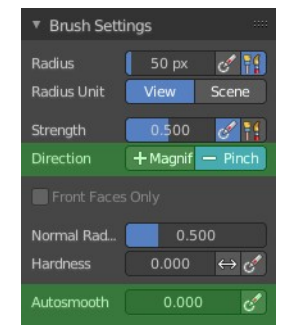 Brush Settings
Radius 50 px
Radius Unit View Scene
Strength 0.500
Direction + Magnif — Pinch
Front Faces Only
Normal Rad... 0.500
Hardness 0.000
Autosmooth 0.000